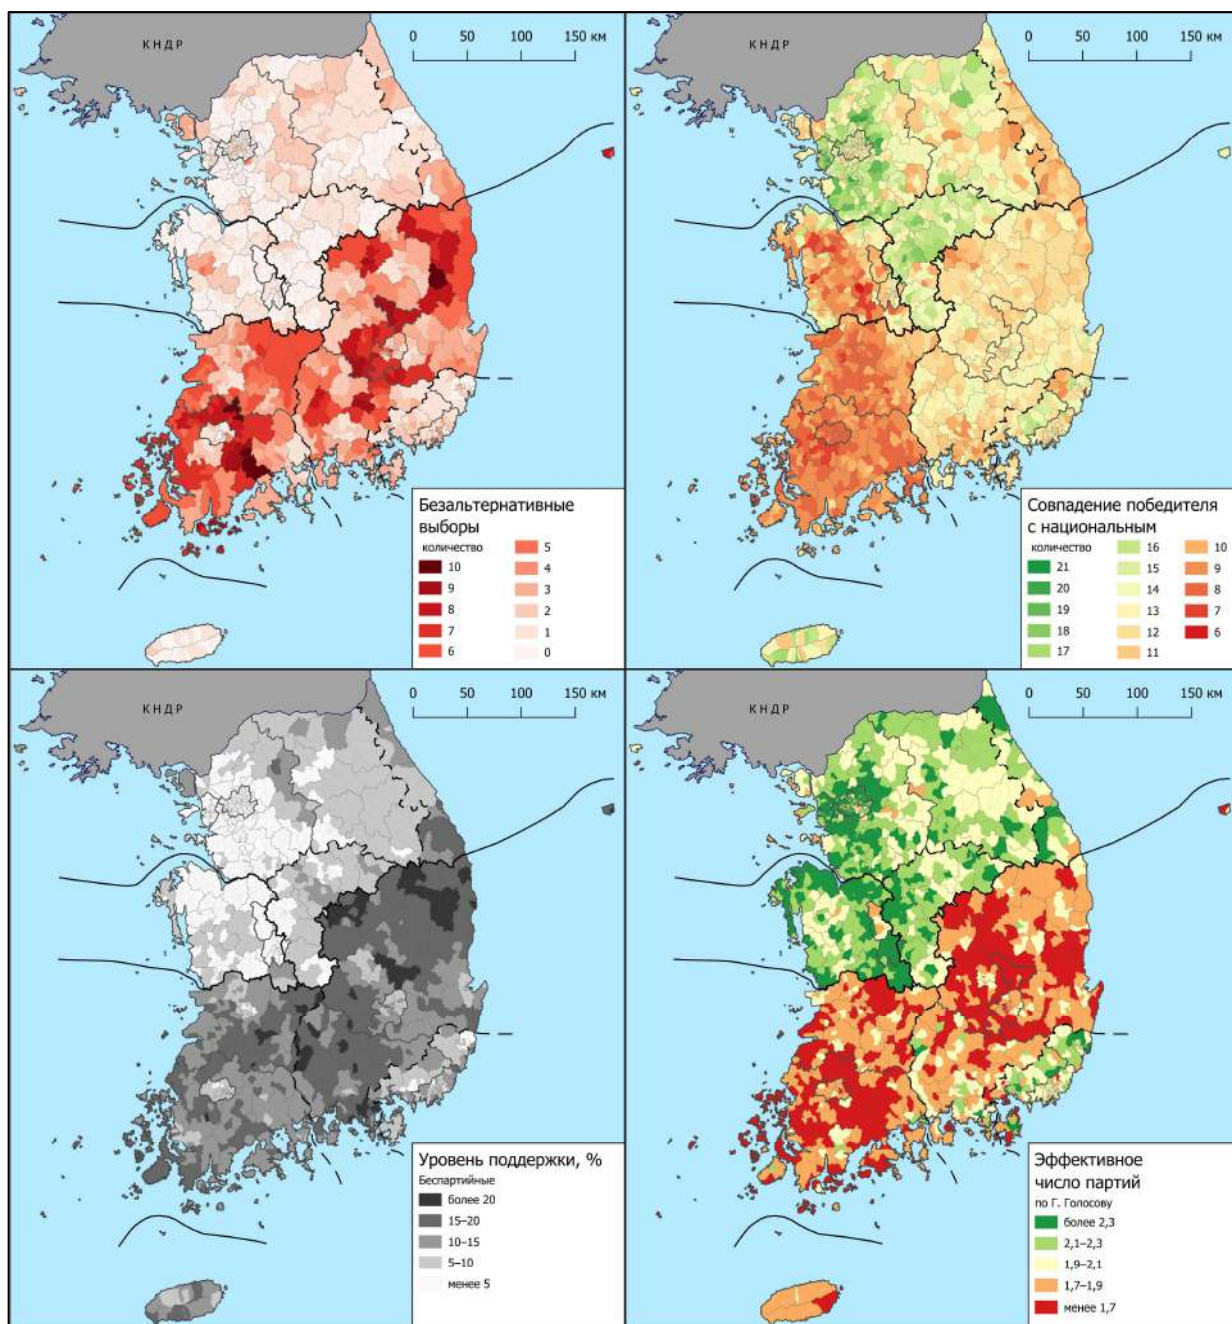 КНДР
0 50 100 150 км
Безальтернативные
выборы
количество
10
9
8
7
6
5
4
3
2
1
0
КНДР
0 50 100 150 км
Совпадение победителя
с национальным
количество
21
20
19
18
17
16
15
14
13
12
11
10
9
8
7
6
КНДР
0 50 100 150 км
Уровень поддержки, %
Беспартийные
более 20
15–20
10–15
5–10
менее 5
КНДР
0 50 100 150 км
Эффективное
число партий
по Г. Голосову
более 2,3
2,1–2,3
1,9–2,1
1,7–1,9
менее 1,7